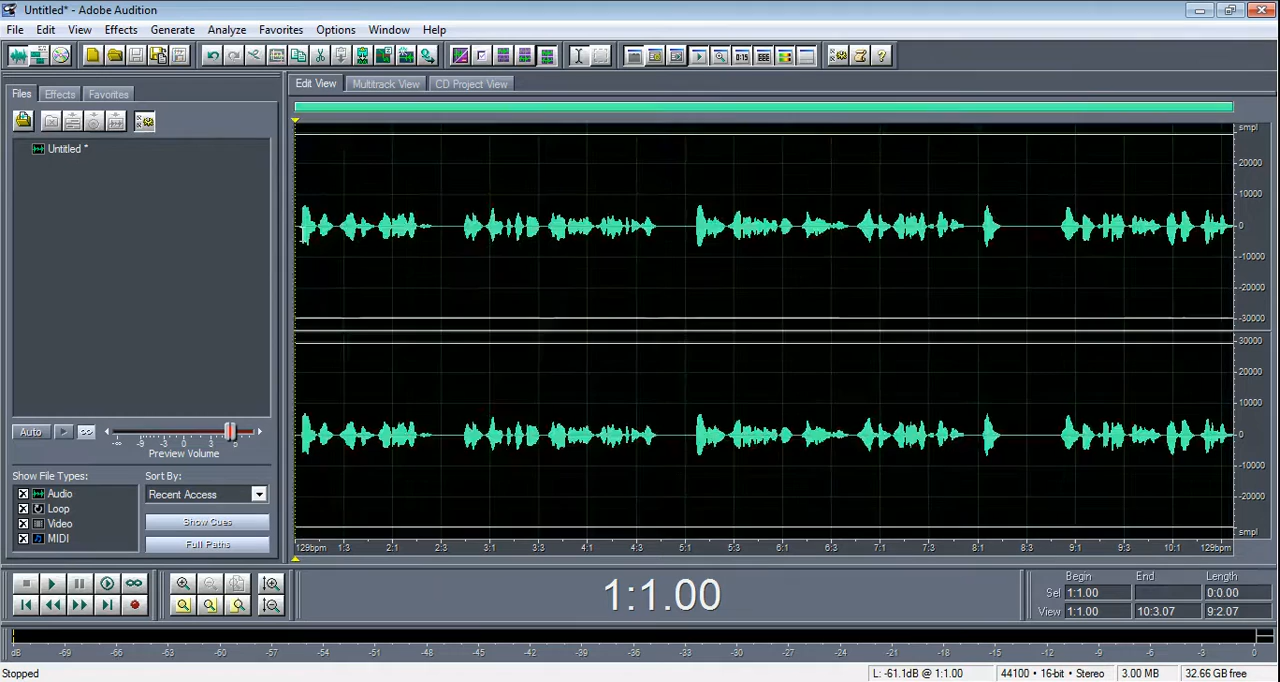 Untitled* - Adobe Audition
File Edit View Effects Generate Analyze Favorites Options Window Help
Files Effects Favorites
Edit View Multitrack View CD Project View
Untitled *
smpl
20000
10000
0
-10000
-20000
-30000
30000
20000
10000
0
-10000
-20000
smpl
129bpm 1:3 2:1 2:3 3:1 3:3 4:1 4:3 5:1 5:3 6:1 6:3 7:1 7:3 8:1 8:3 9:1 9:3 10:1 129bpm
Auto
-∞ -9 -3 0 3 5
Preview Volume
Show File Types: Sort By:
Audio
Loop
Video
MIDI
Recent Access
Show Cues
Full Paths
1:1.00
Begin End Length
Sel 1:1.00 0:0.00
View 1:1.00 10:3.07 9:2.07
dB -69 -66 -63 -60 -57 -54 -51 -48 -45 -42 -39 -36 -33 -30 -27 -24 -21 -18 -15 -12 -9 -6 -3 0
Stopped
L: -61.1dB @ 1:1.00 44100 • 16-bit • Stereo 3.00 MB 32.66 GB free